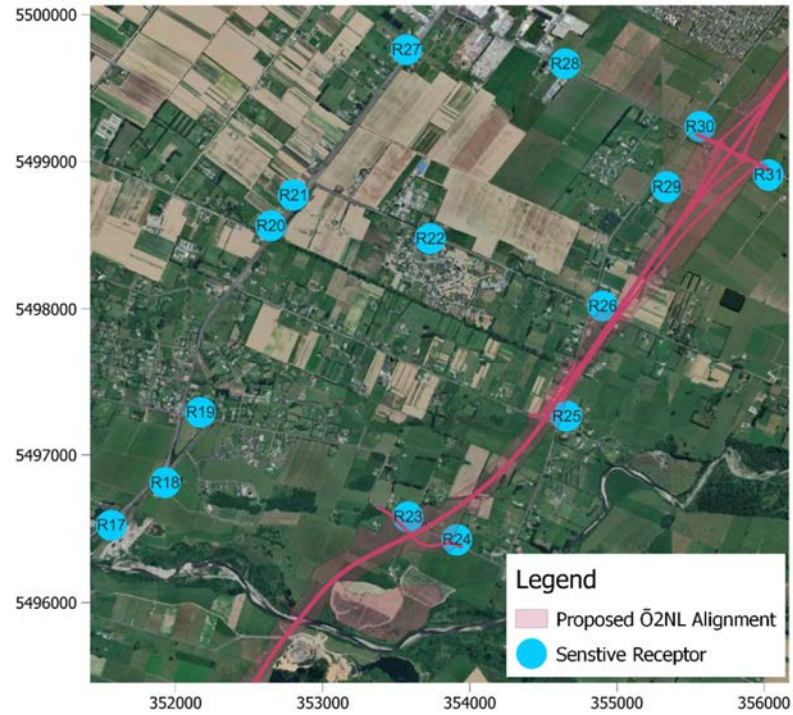 5500000
R27
R28
R30
5499000
R31
R29
R21
R20
R22
5498000
R26
R19
R25
5497000
R18
R23
R17
R24
Legend
5496000
Proposed Ō2NL Alignment
Senstive Receptor
352000
353000
354000
355000
356000